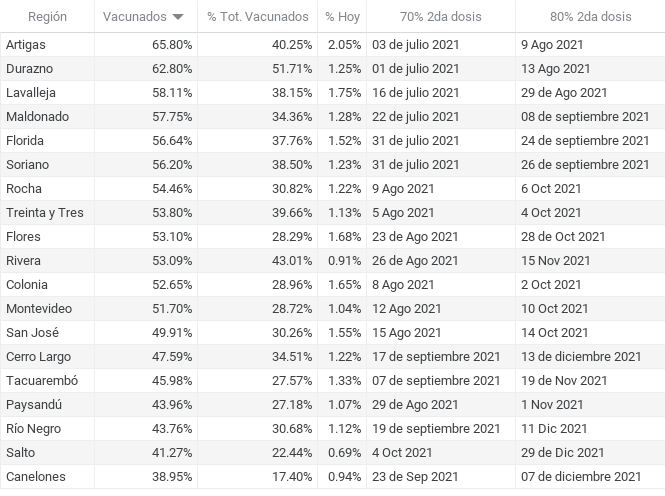 Región Vacunados % Tot. Vacunados % Hoy 70% 2da dosis 80% 2da dosis
Artigas 65.80% 40.25% 2.05% 03 de julio 2021 9 Ago 2021
Durazno 62.80% 51.71% 1.25% 01 de julio 2021 13 Ago 2021
Lavalleja 58.11% 38.15% 1.75% 16 de julio 2021 29 de Ago 2021
Maldonado 57.75% 34.36% 1.28% 22 de julio 2021 08 de septiembre 2021
Florida 56.64% 37.76% 1.52% 31 de julio 2021 24 de septiembre 2021
Soriano 56.20% 38.50% 1.23% 31 de julio 2021 26 de septiembre 2021
Rocha 54.46% 30.82% 1.22% 9 Ago 2021 6 Oct 2021
Treinta y Tres 53.80% 39.66% 1.13% 5 Ago 2021 4 Oct 2021
Flores 53.10% 28.29% 1.68% 23 de Ago 2021 28 de Oct 2021
Rivera 53.09% 43.01% 0.91% 26 de Ago 2021 15 Nov 2021
Colonia 52.65% 28.96% 1.65% 8 Ago 2021 2 Oct 2021
Montevideo 51.70% 28.72% 1.04% 12 Ago 2021 10 Oct 2021
San José 49.91% 30.26% 1.55% 15 Ago 2021 14 Oct 2021
Cerro Largo 47.59% 34.51% 1.22% 17 de septiembre 2021 13 de diciembre 2021
Tacuarembó 45.98% 27.57% 1.33% 07 de septiembre 2021 19 de Nov 2021
Paysandú 43.96% 27.18% 1.07% 29 de Ago 2021 1 Nov 2021
Río Negro 43.76% 30.68% 1.12% 19 de septiembre 2021 11 Dic 2021
Salto 41.27% 22.44% 0.69% 4 Oct 2021 29 de Dic 2021
Canelones 38.95% 17.40% 0.94% 23 de Sep 2021 07 de diciembre 2021